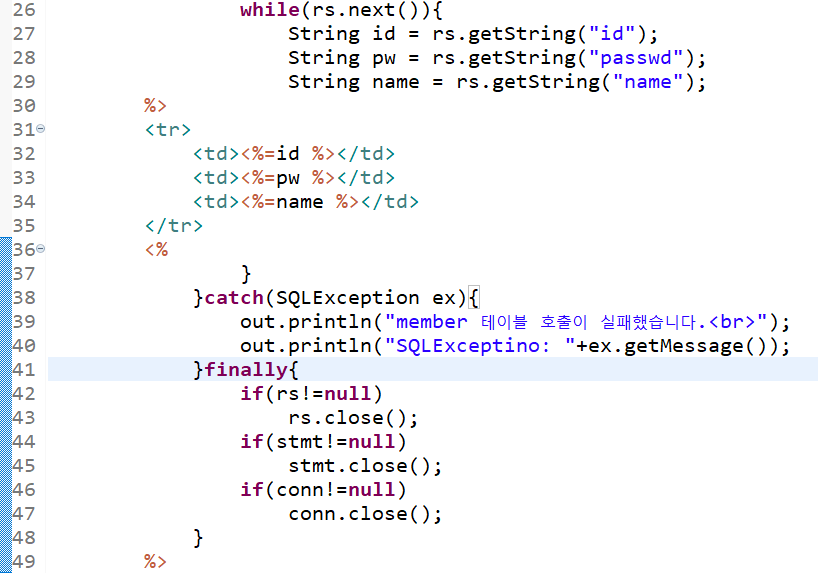 26 while(rs.next()){
27 String id = rs.getString("id");
28 String pw = rs.getString("passwd");
29 String name = rs.getString("name");
30 %>
31 <tr>
32 <td><%=id %></td>
33 <td><%=pw %></td>
34 <td><%=name %></td>
35 </tr>
36 <%
37 }
38 }catch(SQLException ex){
39 out.println("member 테이블 호출이 실패했습니다.<br>");
40 out.println("SQLExceptino: "+ex.getMessage());
41 }finally{
42 if(rs!=null)
43 rs.close();
44 if(stmt!=null)
45 stmt.close();
46 if(conn!=null)
47 conn.close();
48 }
49 %>